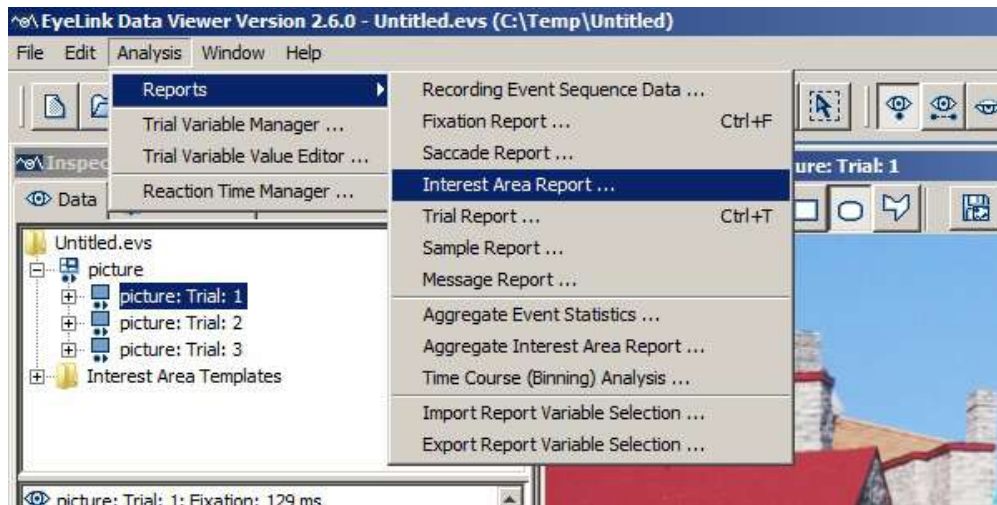 EyeLink Data Viewer Version 2.6.0 - Untitled.evs (C:\Temp\Untitled)
File Edit Analysis Window Help
Reports
Trial Variable Manager ...
Trial Variable Value Editor ...
Reaction Time Manager ...
Recording Event Sequence Data ...
Fixation Report ... Ctrl+F
Saccade Report ...
Interest Area Report ...
Trial Report ... Ctrl+T
Sample Report ...
Message Report ...
Aggregate Event Statistics ...
Aggregate Interest Area Report ...
Time Course (Binning) Analysis ...
Import Report Variable Selection ...
Export Report Variable Selection ...
Inspec
Data
Untitled.evs
picture
picture: Trial: 1
picture: Trial: 2
picture: Trial: 3
Interest Area Templates
picture: Trial: 1: Fixation: 129 ms
ure: Trial: 1